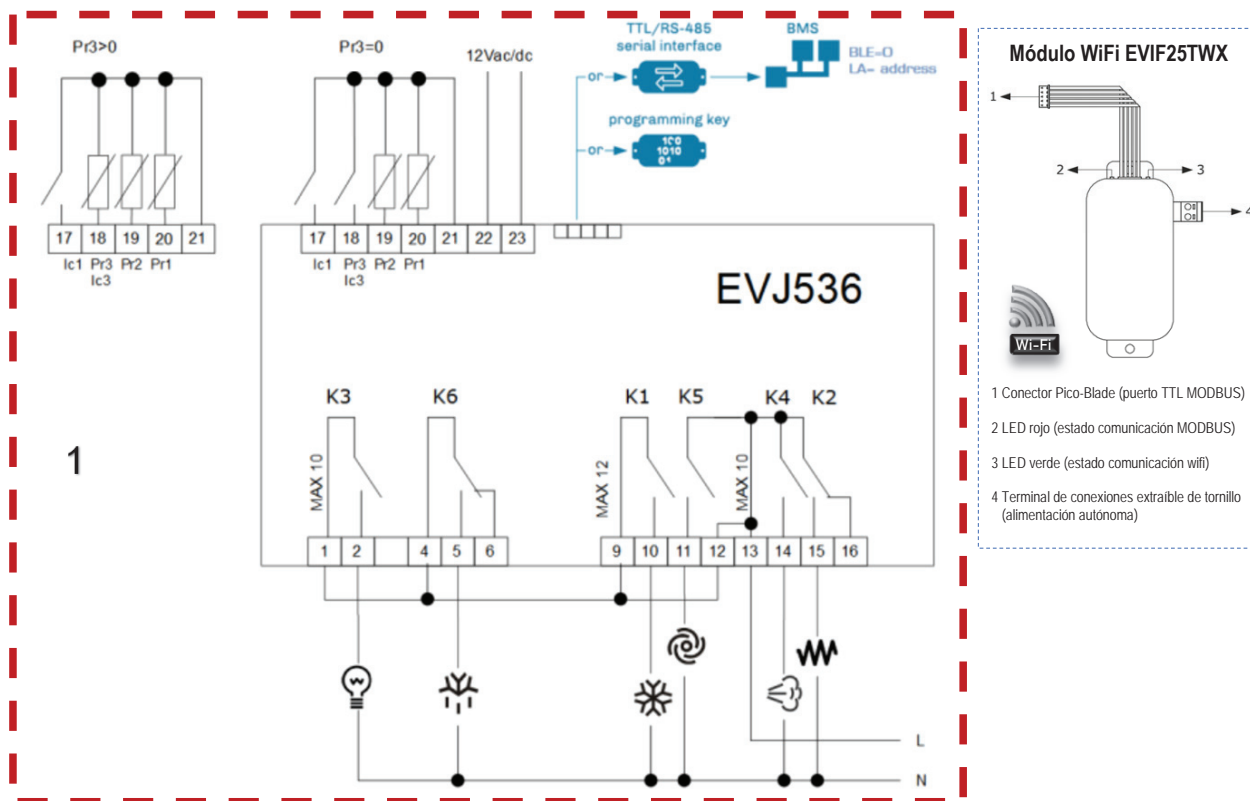 Pr3>0
17 18 19 20 21
Ic1 Pr3 Pr2 Pr1
Ic3
Pr3=0
12Vac/dc
17 18 19 20 21 22 23
Ic1 Pr3 Pr2 Pr1
Ic3
TTL/RS-485
serial interface
or
BMS
BLE=0
LA= address
programming key
or
100
1010
01
EVJ536
1
K3 K6 K1 K5 K4 K2
MAX 10
MAX 12
MAX 10
1 2 4 5 6 9 10 11 12 13 14 15 16
L
N
Módulo WiFi EVIF25TWX
1
2
3
4
Wi-Fi
1 Conector Pico-Blade (puerto TTL MODBUS)
2 LED rojo (estado comunicación MODBUS)
3 LED verde (estado comunicación wifi)
4 Terminal de conexiones extraíble de tornillo
(alimentación autónoma)